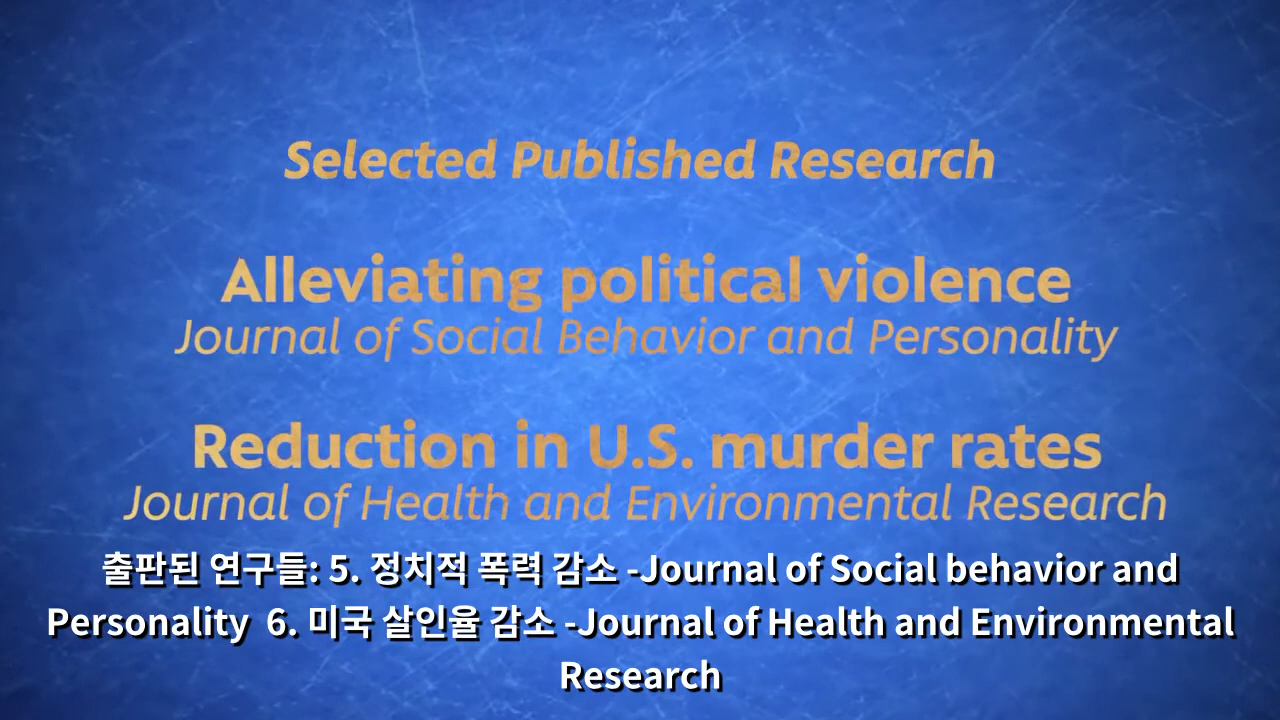 Selected Published Research
Alleviating political violence
Journal of Social Behavior and Personality
Reduction in U.S. murder rates
Journal of Health and Environmental Research
출판된 연구들: 5. 정치적 폭력 감소 -Journal of Social behavior and
Personality  6. 미국 살인율 감소 -Journal of Health and Environmental
Research